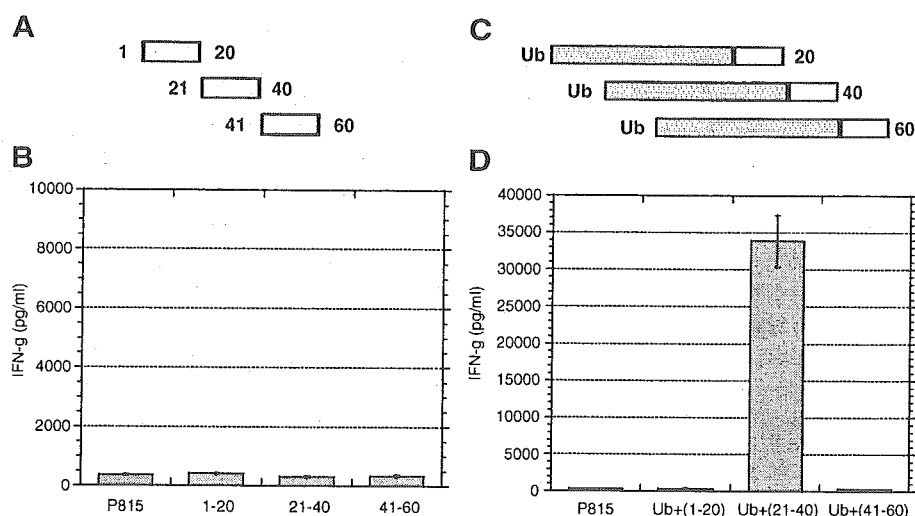 A
1 20
21 40
41 60
B
10000
8000
6000
4000
2000
0
IFN-g (pg/ml)
P815 1-20 21-40 41-60
C
Ub 20
Ub 40
Ub 60
D
40000
35000
30000
25000
20000
15000
10000
5000
0
IFN-g (pg/ml)
P815 Ub+(1-20) Ub+(21-40) Ub+(41-60)